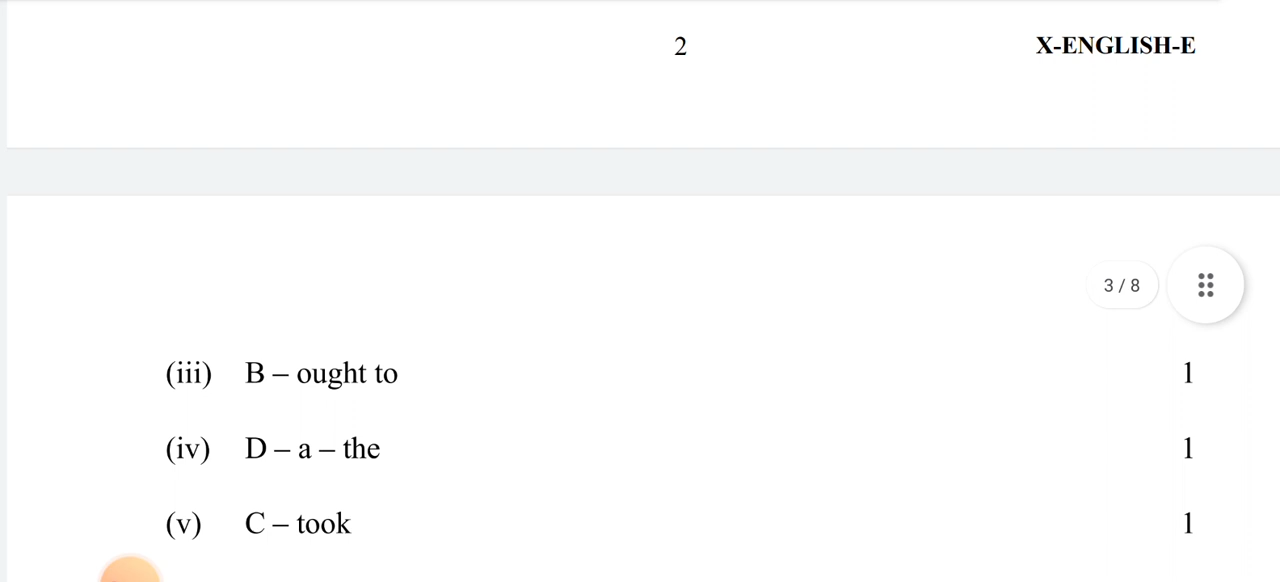 2 X-ENGLISH-E
3 / 8
(iii) B – ought to 1
(iv) D – a – the 1
(v) C – took 1